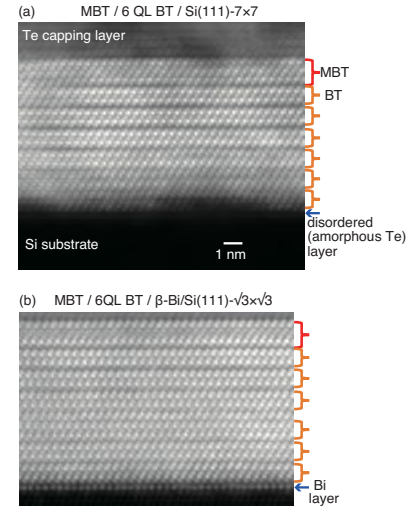 (a) MBT / 6 QL BT / Si(111)-7×7
Te capping layer
MBT
BT
disordered
(amorphous Te)
layer
Si substrate
1 nm
(b) MBT / 6QL BT / β-Bi/Si(111)-√3×√3
Bi
layer